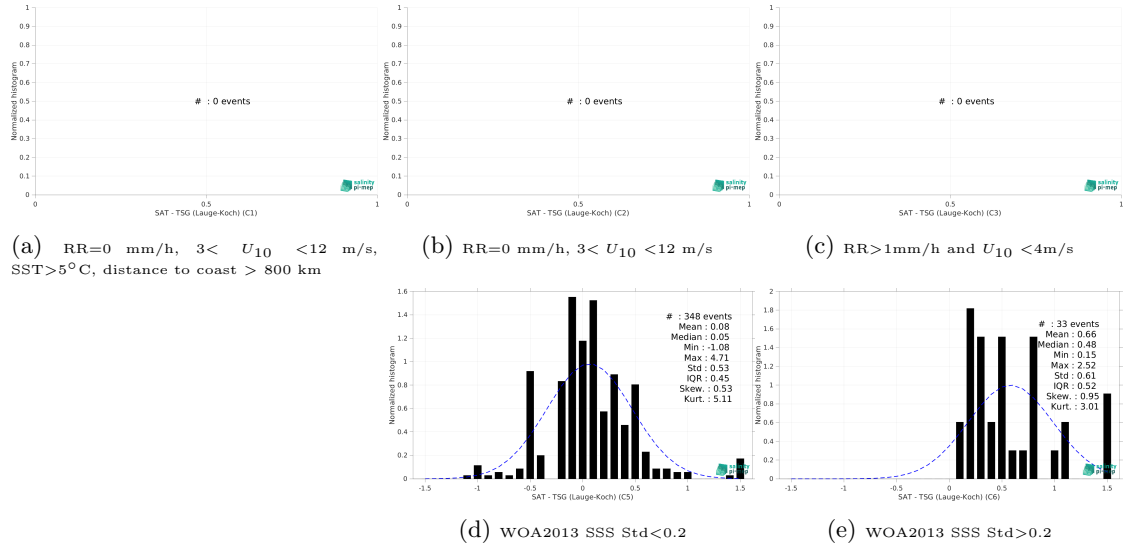 Normalized histogram
1
0.9
0.8
0.7
0.6
0.5
0.4
0.3
0.2
0.1
0
# : 0 events
salinity
pi-mep
0 0.5 1
SAT - TSG (Lauge-Koch) (C1)
Normalized histogram
1
0.9
0.8
0.7
0.6
0.5
0.4
0.3
0.2
0.1
0
# : 0 events
salinity
pi-mep
0 0.5 1
SAT - TSG (Lauge-Koch) (C2)
Normalized histogram
1
0.9
0.8
0.7
0.6
0.5
0.4
0.3
0.2
0.1
0
# : 0 events
salinity
pi-mep
0 0.5 1
SAT - TSG (Lauge-Koch) (C3)
(a) RR=0 mm/h, 3< U10 <12 m/s,
SST>5°C, distance to coast > 800 km
(b) RR=0 mm/h, 3< U10 <12 m/s
(c) RR>1mm/h and U10 <4m/s
Normalized histogram
1.6
1.4
1.2
1
0.8
0.6
0.4
0.2
0
# : 348 events
Mean : 0.08
Median : 0.05
Min : -1.08
Max : 4.71
Std : 0.53
IQR : 0.45
Skew. : 0.53
Kurt. : 5.11
salinity
pi-mep
-1.5 -1 -0.5 0 0.5 1 1.5
SAT - TSG (Lauge-Koch) (C5)
Normalized histogram
2
1.8
1.6
1.4
1.2
1
0.8
0.6
0.4
0.2
0
# : 33 events
Mean : 0.66
Median : 0.48
Min : 0.15
Max : 2.52
Std : 0.61
IQR : 0.52
Skew. : 0.95
Kurt. : 3.01
salinity
pi-mep
-1.5 -1 -0.5 0 0.5 1 1.5
SAT - TSG (Lauge-Koch) (C6)
(d) WOA2013 SSS Std<0.2
(e) WOA2013 SSS Std>0.2